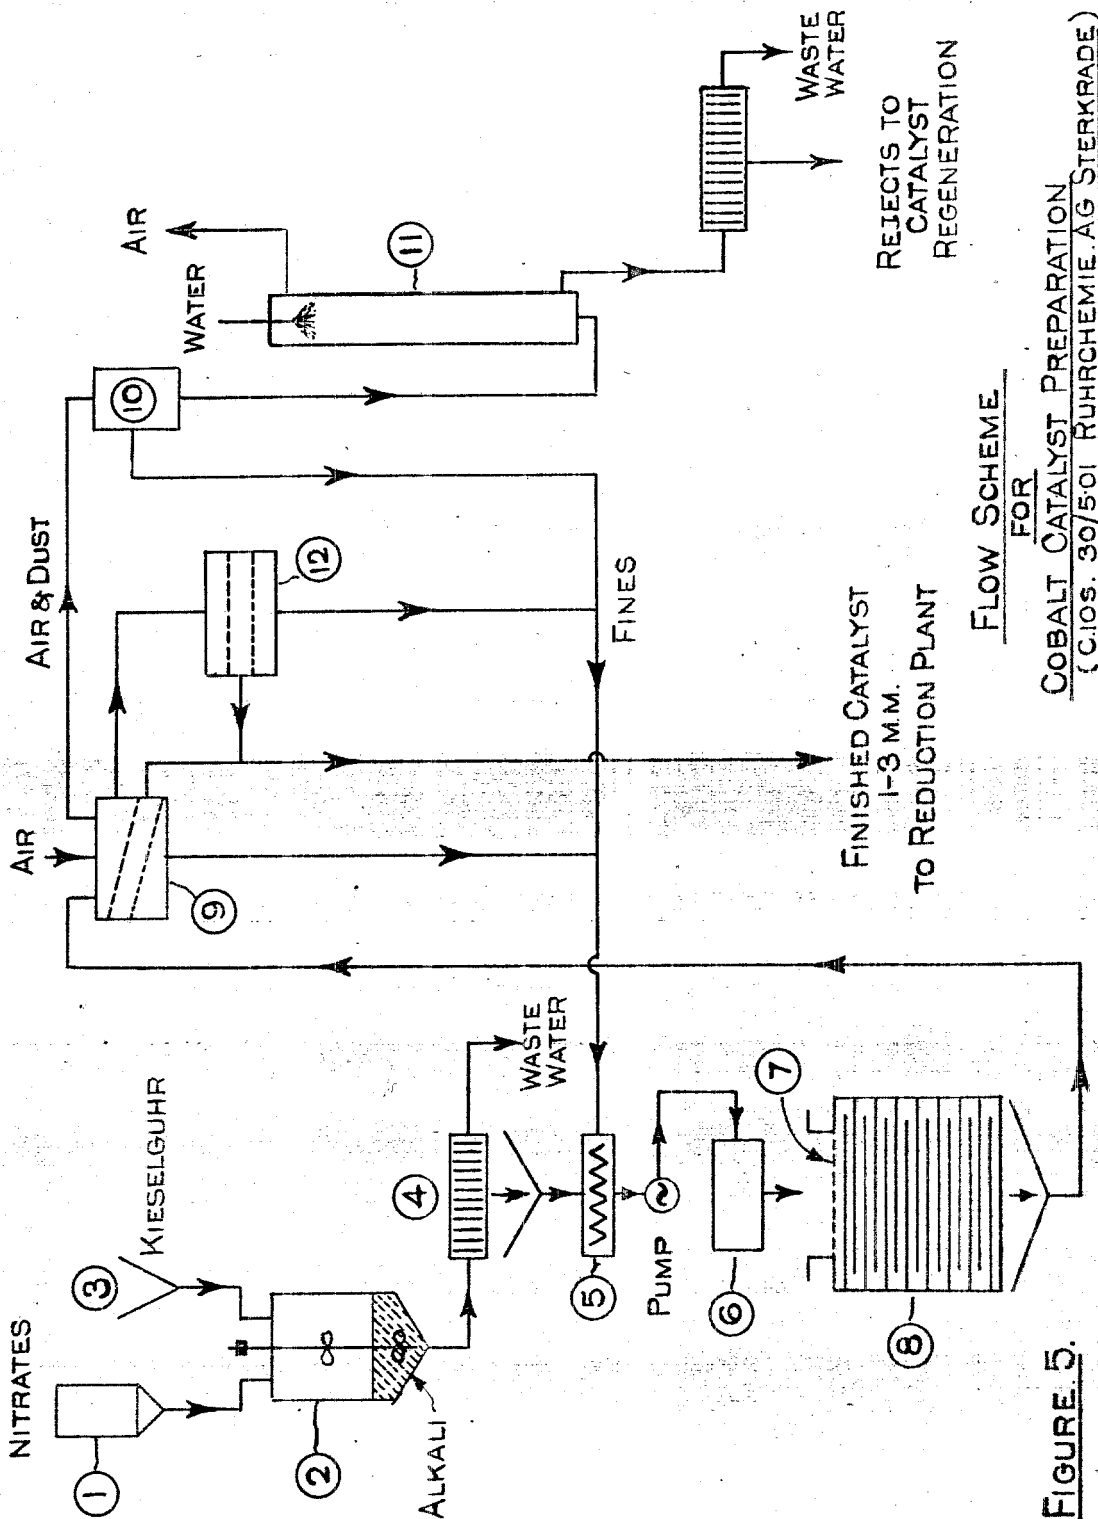 NITRATES
1
3
KIESELGUHR
2
ALKALI
4
WASTE
WATER
5
PUMP
6
7
8
AIR
9
AIR & DUST
10
12
FINES
WATER
AIR
11
WASTE
WATER
REJECTS TO
CATALYST
REGENERATION
FINISHED CATALYST
1-3 M.M.
TO REDUCTION PLANT
FLOW SCHEME
FOR
COBALT CATALYST PREPARATION
(C.IOS. 30/5·01 RUHRCHEMIE. AG STERKRADE)
FIGURE 5.